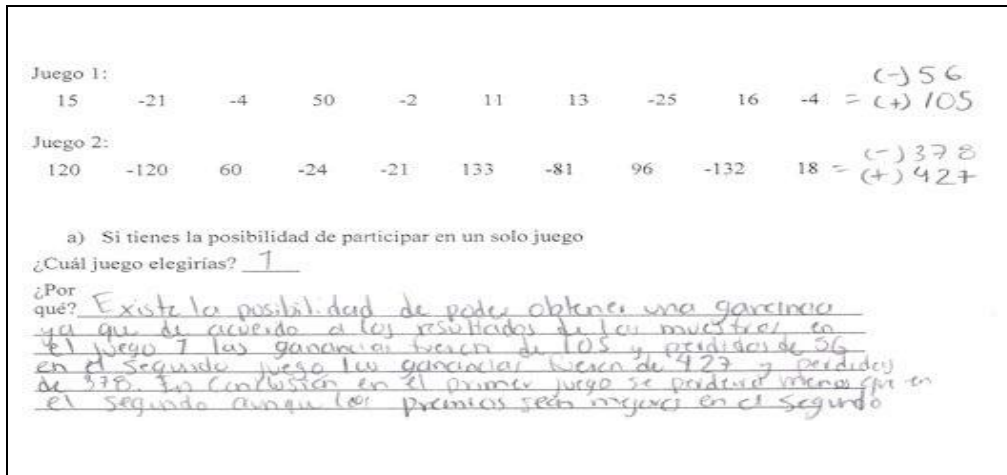 Juego 1: (-) 56
15 -21 -4 50 -2 11 13 -25 16 -4 = (+) 105
Juego 2: (-) 378
120 -120 60 -24 -21 133 -81 96 -132 18 = (+) 427
a) Si tienes la posibilidad de participar en un solo juego
¿Cuál juego elegirías? 1
¿Por
qué? Existe la posibilidad de poder obtener una
ya que de acuerdo a los resultados de las muestras en
el juego 1 las ganancias fueron de 105 y perdidas de 56
en el segundo juego las ganancias fueron de 427 y perdidas
de 378. En conclusión en el primer juego se perdera menos que en
el segundo aunque los premios sean mejores en el segundo